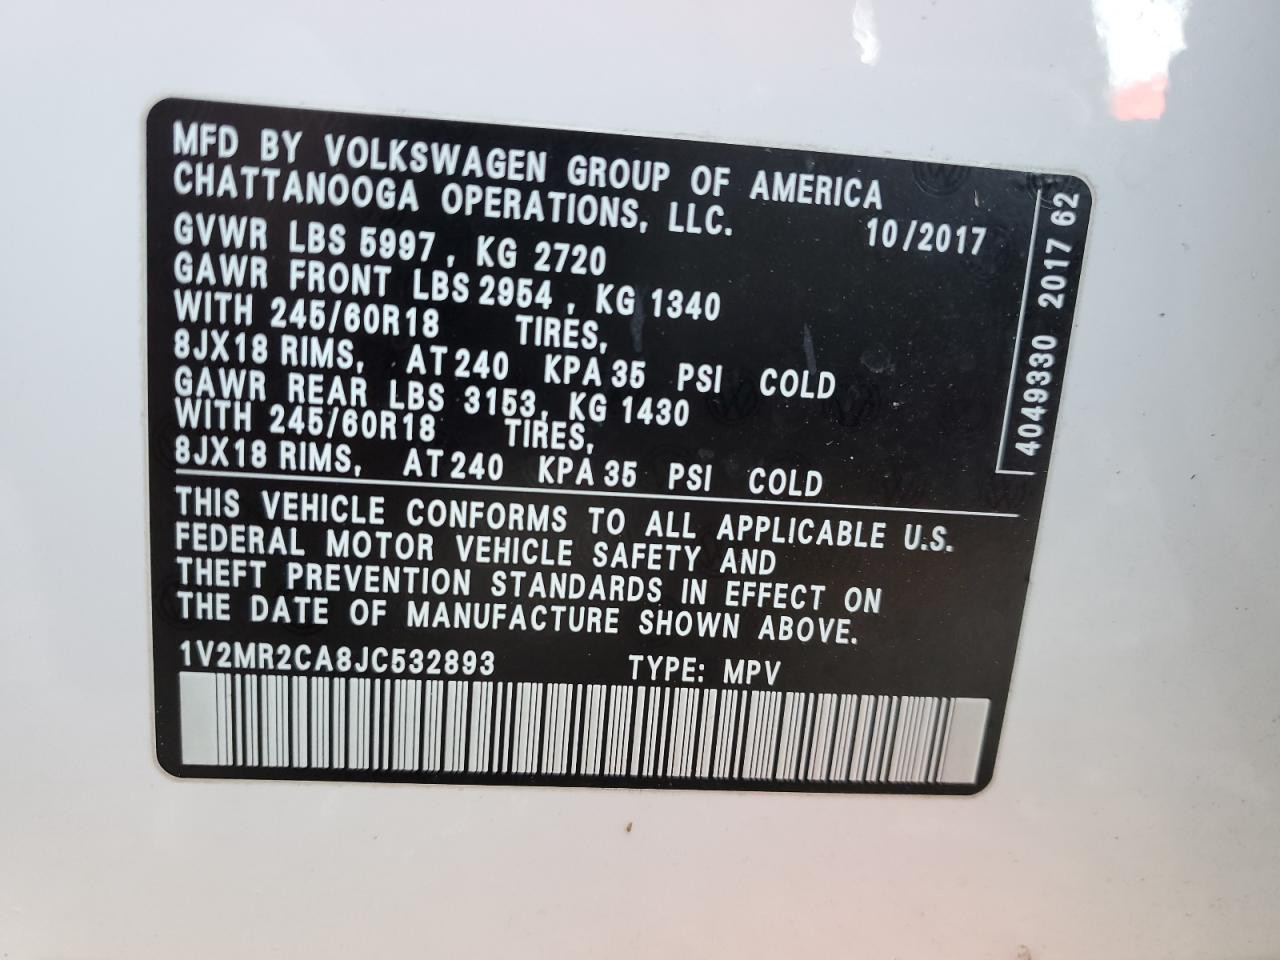 MFD BY VOLKSWAGEN GROUP OF AMERICA
CHATTANOOGA OPERATIONS, LLC. 10/2017
GVWR LBS 5997, KG 2720
GAWR FRONT LBS 2954, KG 1340
WITH 245/60R18 TIRES,
8JX18 RIMS, AT 240 KPA 35 PSI COLD
GAWR REAR LBS 3153, KG 1430
WITH 245/60R18 TIRES,
8JX18 RIMS, AT 240 KPA 35 PSI COLD
4049330 2017 62
THIS VEHICLE CONFORMS TO ALL APPLICABLE U.S.
FEDERAL MOTOR VEHICLE SAFETY AND
THEFT PREVENTION STANDARDS IN EFFECT ON
THE DATE OF MANUFACTURE SHOWN ABOVE.
1V2MR2CA8JC532893 TYPE: MPV